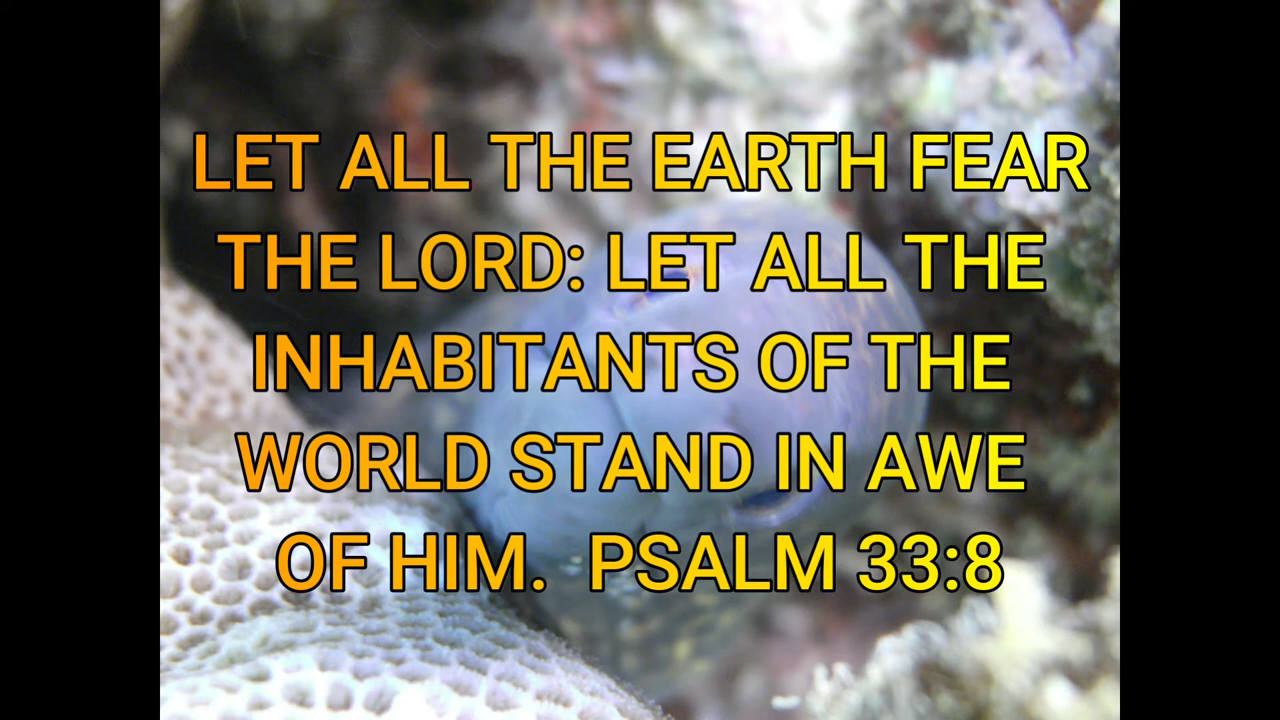 LET ALL THE EARTH FEAR
THE LORD: LET ALL THE
INHABITANTS OF THE
WORLD STAND IN AWE
OF HIM.  PSALM 33:8